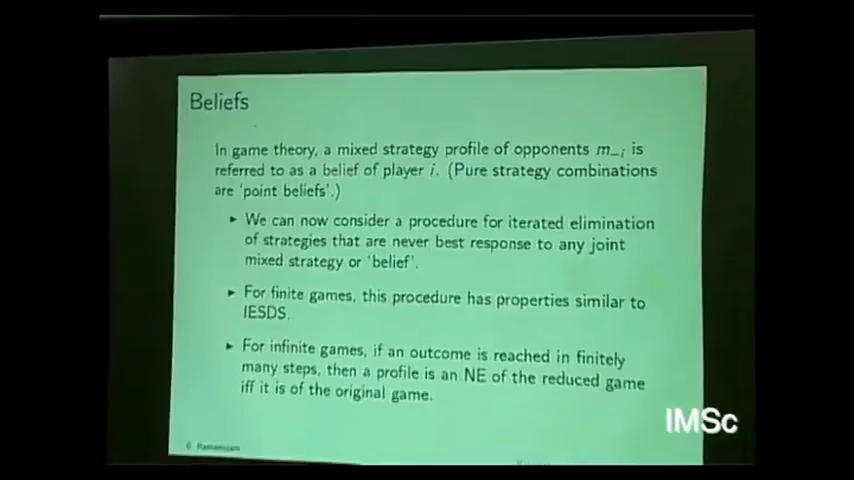 Beliefs
In game theory, a mixed strategy profile of opponents m₋ᵢ is
referred to as a belief of player i. (Pure strategy combinations
are 'point beliefs'.)
▸ We can now consider a procedure for iterated elimination
of strategies that are never best response to any joint
mixed strategy or 'belief'.
▸ For finite games, this procedure has properties similar to
IESDS.
▸ For infinite games, if an outcome is reached in finitely
many steps, then a profile is an NE of the reduced game
iff it is of the original game.
IMSc
R Ramanujam